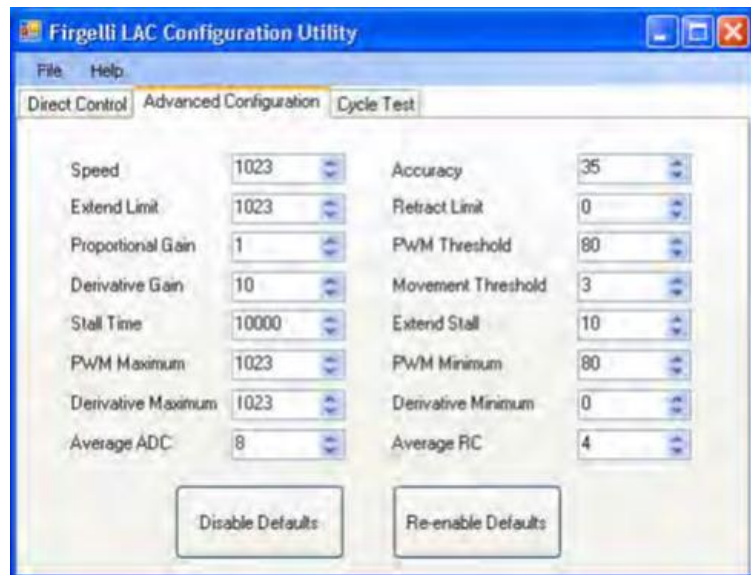 Firgelli LAC Configuration Utility
File Help
Direct Control Advanced Configuration Cycle Test
Speed 1023 Accuracy 35
Extend Limit 1023 Retract Limit 0
Proportional Gain 1 PWM Threshold 80
Derivative Gain 10 Movement Threshold 3
Stall Time 10000 Extend Stall 10
PWM Maximum 1023 PWM Minimum 80
Derivative Maximum 1023 Derivative Minimum 0
Average ADC 8 Average RC 4
Disable Defaults Re-enable Defaults